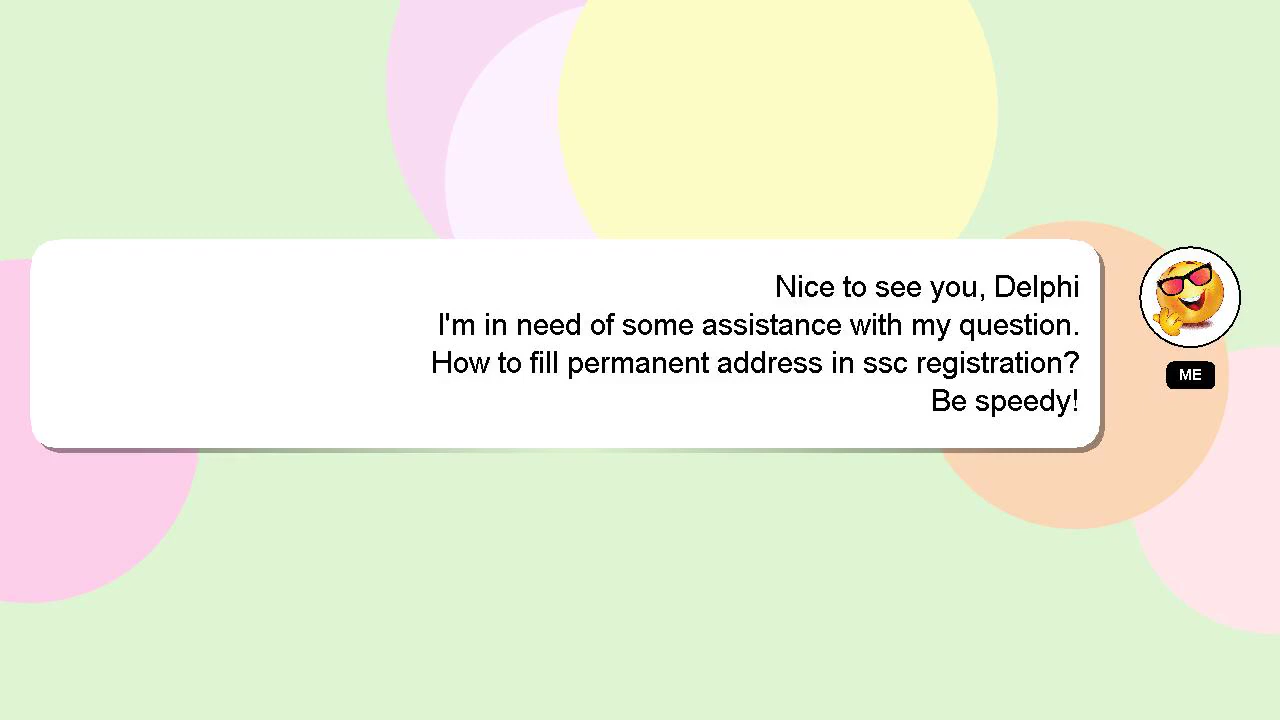 Nice to see you, Delphi
I'm in need of some assistance with my question.
How to fill permanent address in ssc registration?
Be speedy!
ME